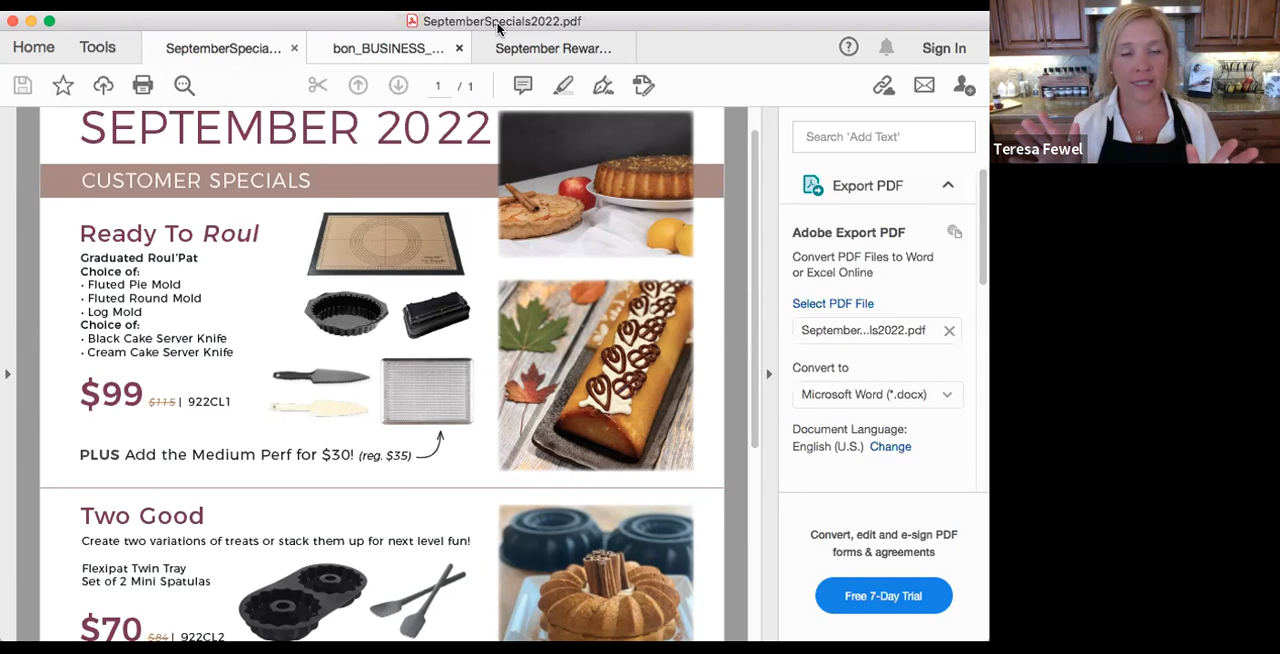 SeptemberSpecials2022.pdf
Home
Tools
SeptemberSpecia...
bon_BUSINESS_...
September Rewar...
Sign In
1 / 1
SEPTEMBER 2022
CUSTOMER SPECIALS
Ready To Roul
Graduated Roul'Pat
Choice of:
• Fluted Pie Mold
• Fluted Round Mold
• Log Mold
Choice of:
• Black Cake Server Knife
• Cream Cake Server Knife
$99 $115 | 922CL1
PLUS Add the Medium Perf for $30! (reg. $35)
Two Good
Create two variations of treats or stack them up for next level fun!
Flexipat Twin Tray
Set of 2 Mini Spatulas
$70 $84 | 922CL2
Search 'Add Text'
Export PDF
Adobe Export PDF
Convert PDF Files to Word
or Excel Online
Select PDF File
September...ls2022.pdf
Convert to
Microsoft Word (*.docx)
Document Language:
English (U.S.) Change
Convert, edit and e-sign PDF
forms & agreements
Free 7-Day Trial
Teresa Fewel